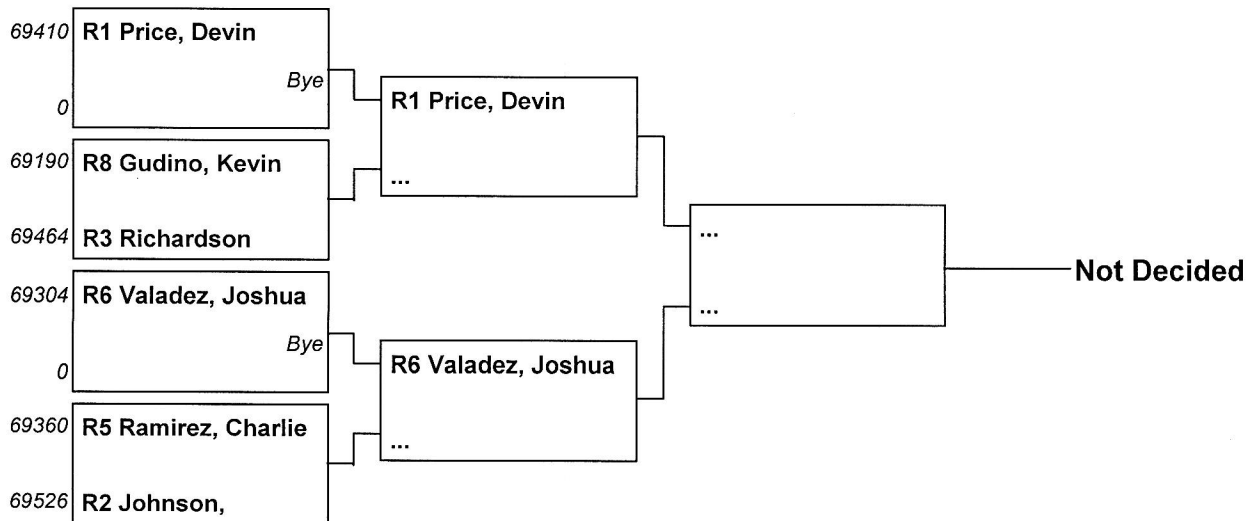 69410 R1 Price, Devin
Bye
0
R1 Price, Devin
...
69190 R8 Gudino, Kevin
69464 R3 Richardson
...
...
Not Decided
69304 R6 Valadez, Joshua
Bye
0
R6 Valadez, Joshua
...
69360 R5 Ramirez, Charlie
69526 R2 Johnson,